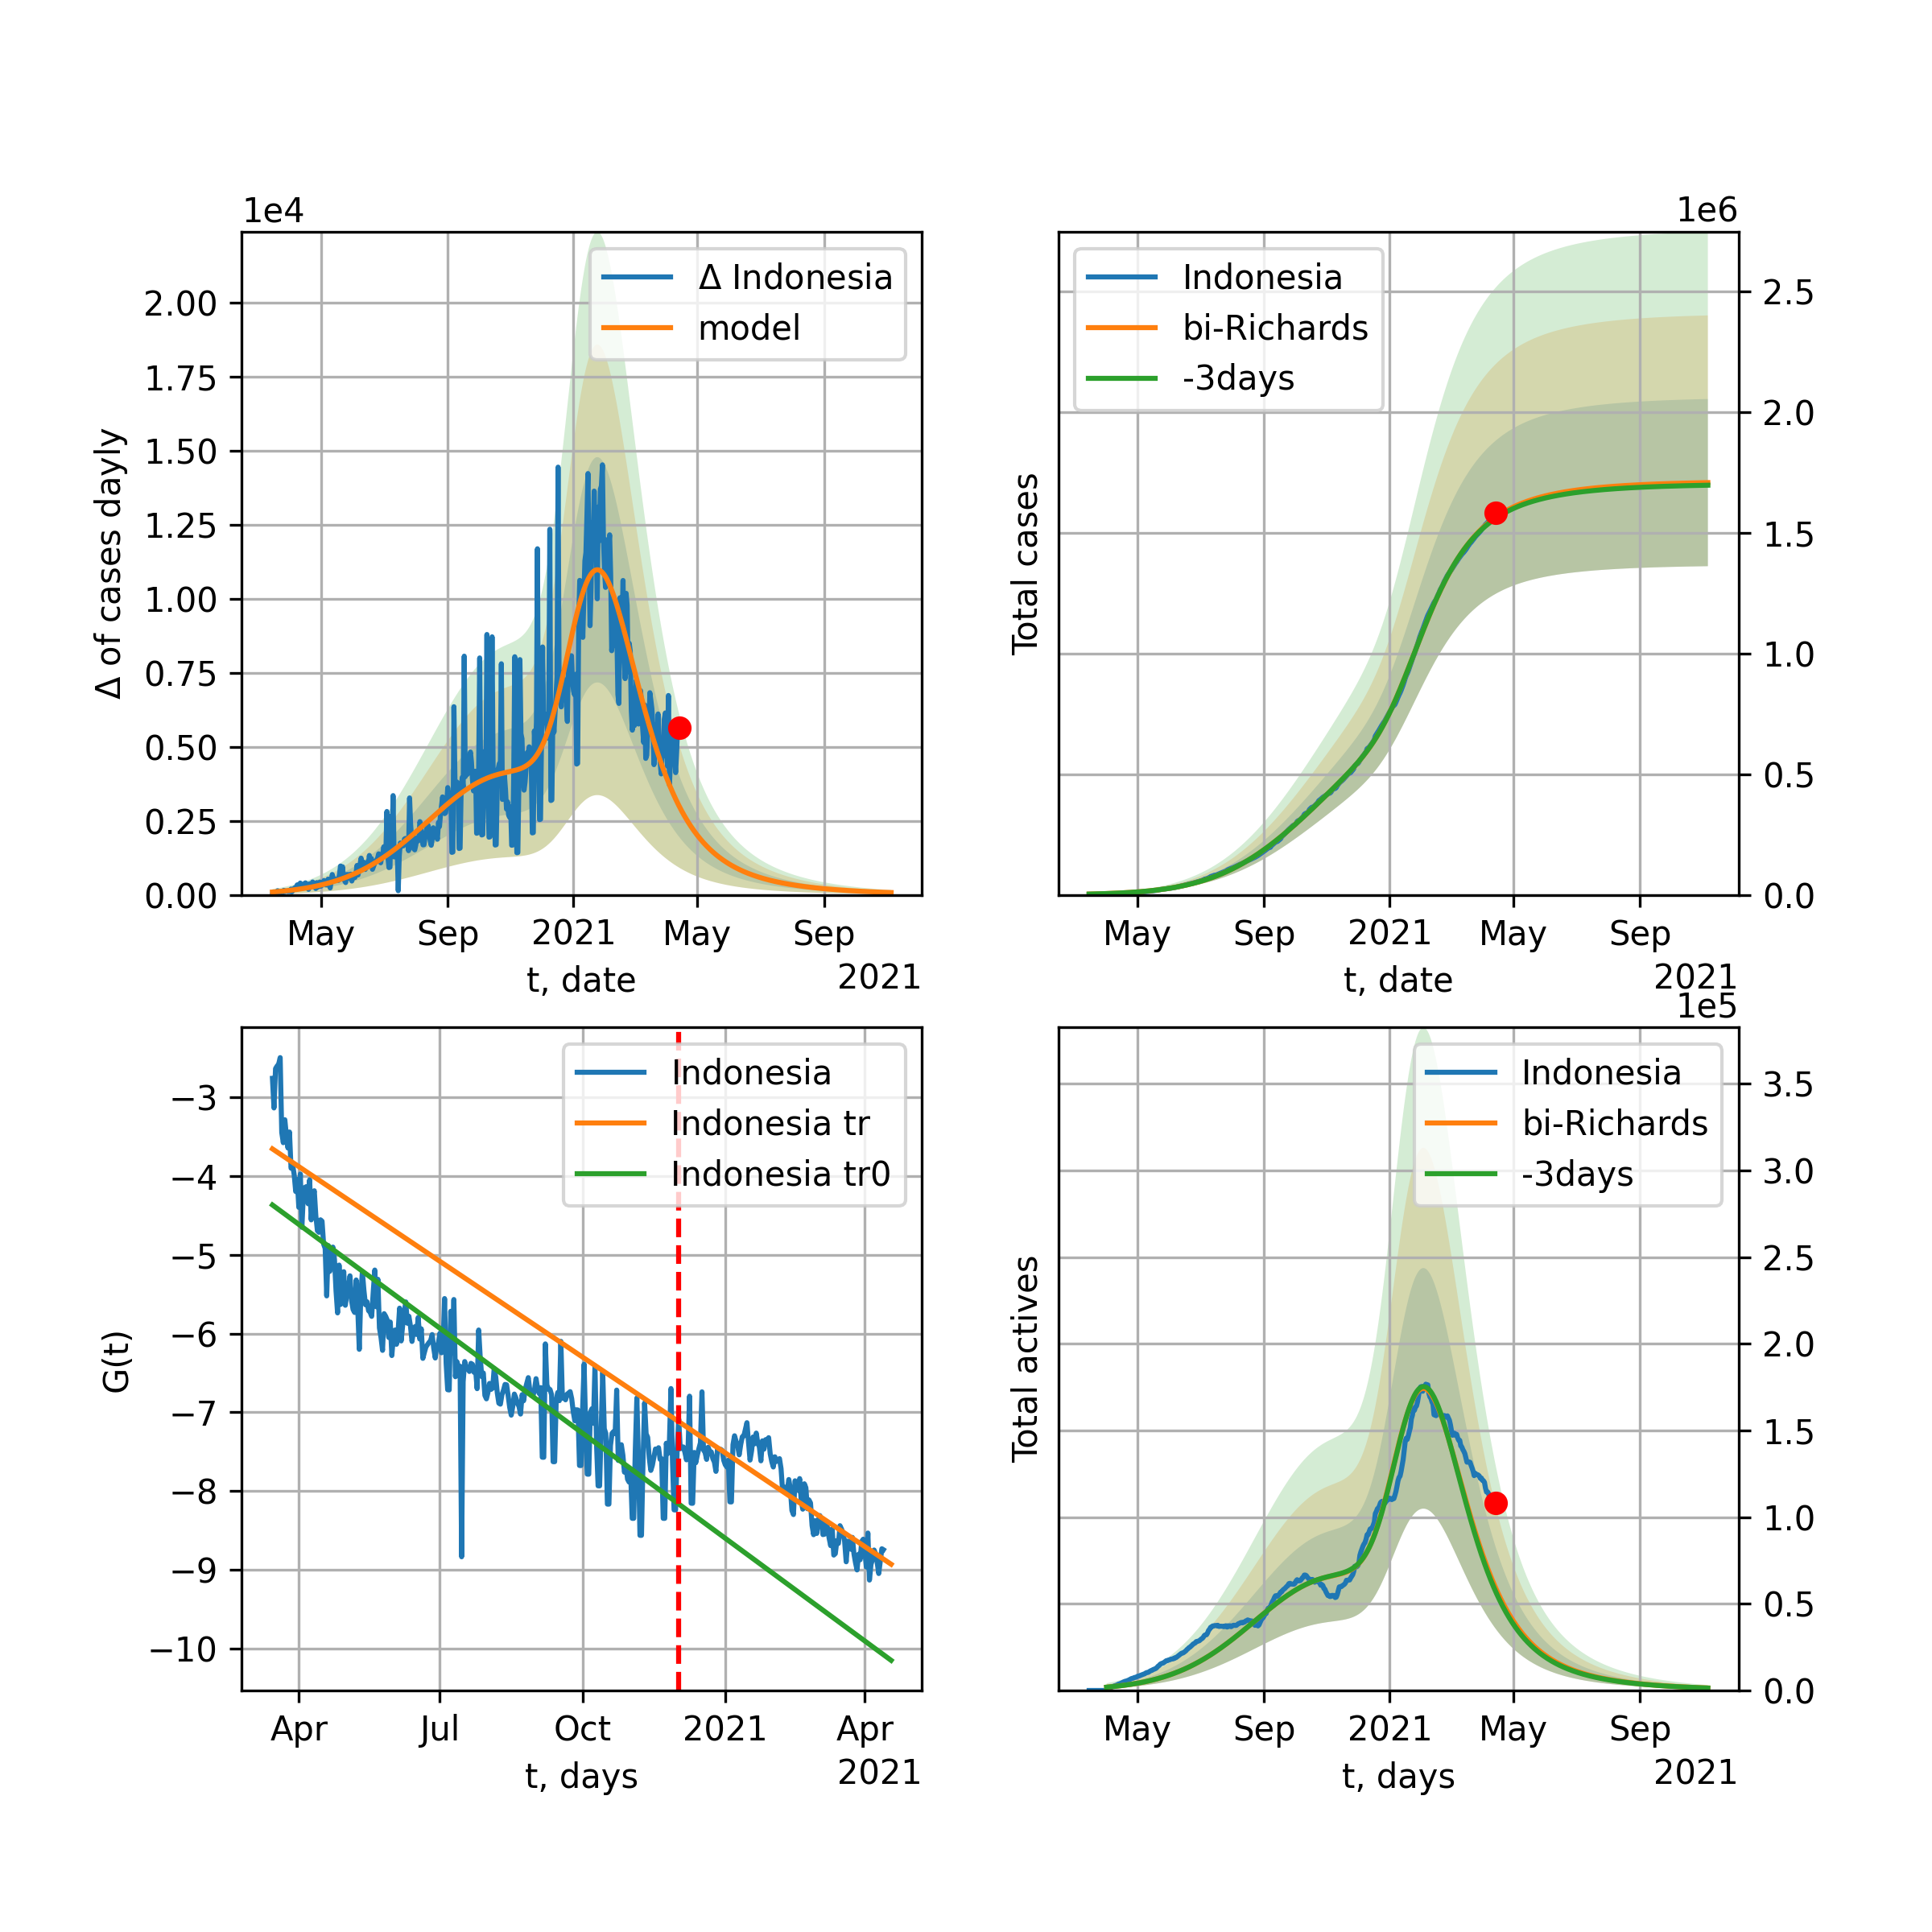 1e4
Δ of cases dayly
2.00
1.75
1.50
1.25
1.00
0.75
0.50
0.25
0.00
Δ Indonesia
model
May Sep 2021 May Sep
t, date
2021
1e6
Total cases
Indonesia
bi-Richards
-3days
2.5
2.0
1.5
1.0
0.5
0.0
May Sep 2021 May Sep
t, date
2021
G(t)
−3
−4
−5
−6
−7
−8
−9
−10
Indonesia
Indonesia tr
Indonesia tr0
Apr Jul Oct 2021 Apr
t, days
2021
1e5
Total actives
Indonesia
bi-Richards
-3days
3.5
3.0
2.5
2.0
1.5
1.0
0.5
0.0
May Sep 2021 May Sep
t, days
2021